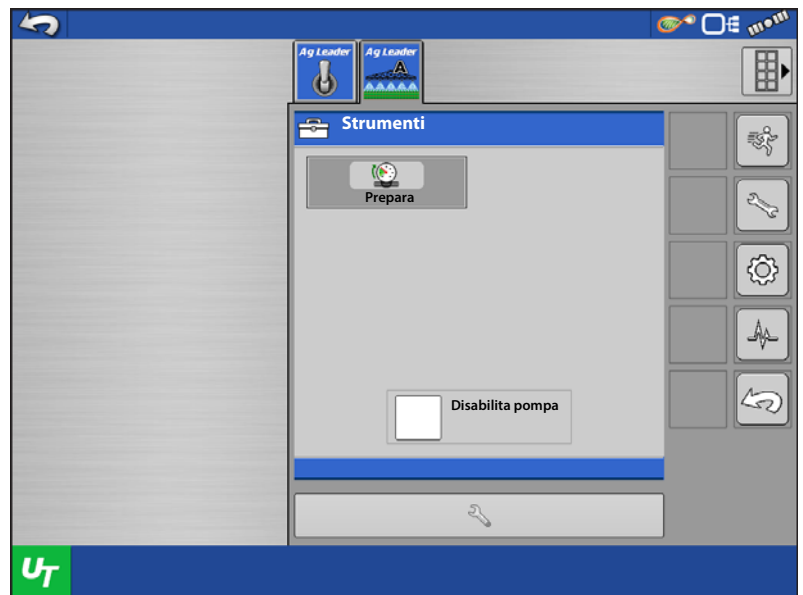 Ag Leader
Ag Leader
A
Strumenti
Prepara
Disabilita pompa
UT